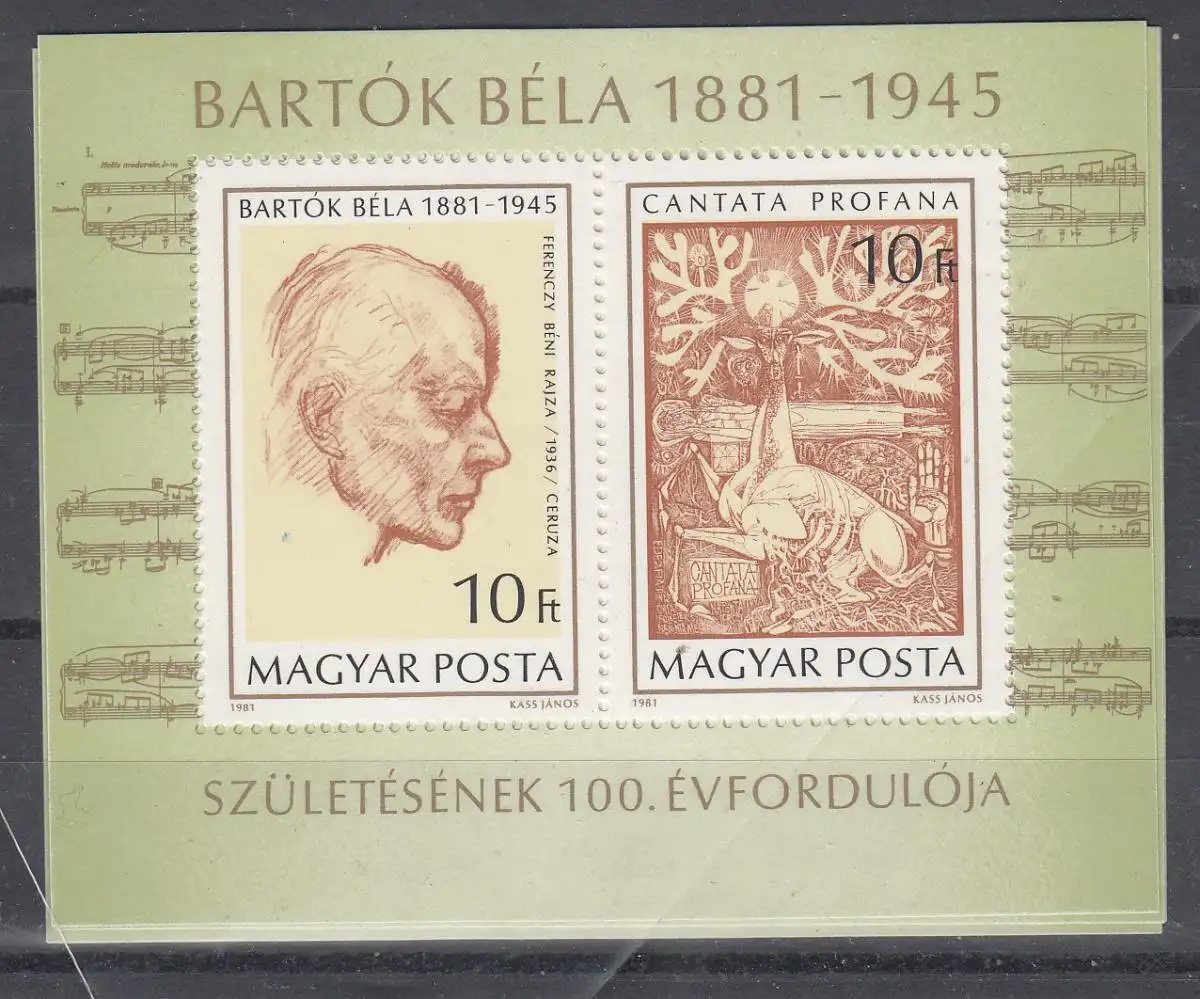 BARTÓK BÉLA 1881-1945
I.
BARTÓK BÉLA 1881-1945
FERENCZY BÉNI RAJZA /1936/ CERUZA
10 Ft
MAGYAR POSTA
1981
KASS JÁNOS
CANTATA PROFANA
10 Ft
CANTATA
PROFANA
MAGYAR POSTA
1981
KASS JÁNOS
SZÜLETÉSÉNEK 100. ÉVFORDULÓJA